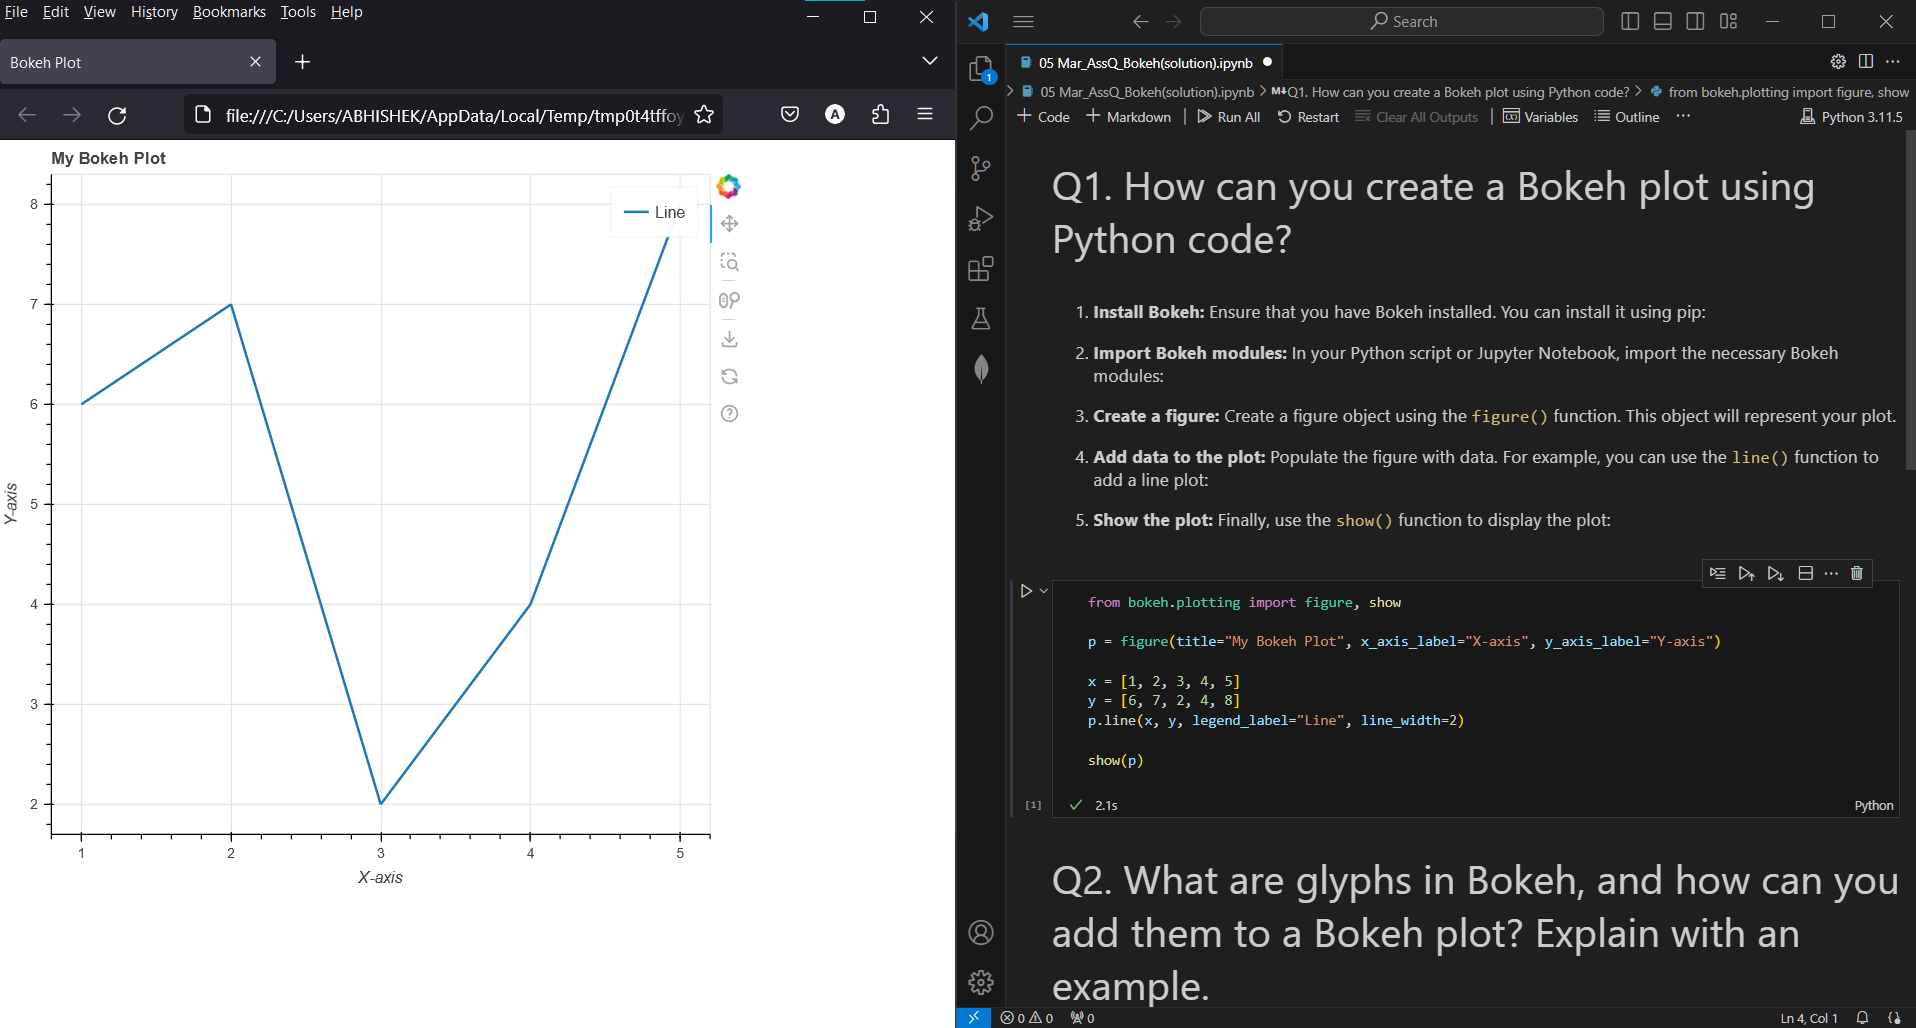 File Edit View History Bookmarks Tools Help
Bokeh Plot
file:///C:/Users/ABHISHEK/AppData/Local/Temp/tmp0t4tffoy
A
My Bokeh Plot
Line
8
7
6
5
4
3
2
Y-axis
1 2 3 4 5
X-axis
Search
1
05 Mar_AssQ_Bokeh(solution).ipynb
05 Mar_AssQ_Bokeh(solution).ipynb > M↓Q1. How can you create a Bokeh plot using Python code? > from bokeh.plotting import figure, show
+ Code + Markdown | Run All Restart Clear All Outputs | Variables Outline ··· Python 3.11.5
Q1. How can you create a Bokeh plot using
Python code?
1. Install Bokeh: Ensure that you have Bokeh installed. You can install it using pip:
2. Import Bokeh modules: In your Python script or Jupyter Notebook, import the necessary Bokeh
modules:
3. Create a figure: Create a figure object using the figure() function. This object will represent your plot.
4. Add data to the plot: Populate the figure with data. For example, you can use the line() function to
add a line plot:
5. Show the plot: Finally, use the show() function to display the plot:
from bokeh.plotting import figure, show
p = figure(title="My Bokeh Plot", x_axis_label="X-axis", y_axis_label="Y-axis")
x = [1, 2, 3, 4, 5]
y = [6, 7, 2, 4, 8]
p.line(x, y, legend_label="Line", line_width=2)
show(p)
[1] 2.1s Python
Q2. What are glyphs in Bokeh, and how can you
add them to a Bokeh plot? Explain with an
example.
0 0 0 Ln 4, Col 1